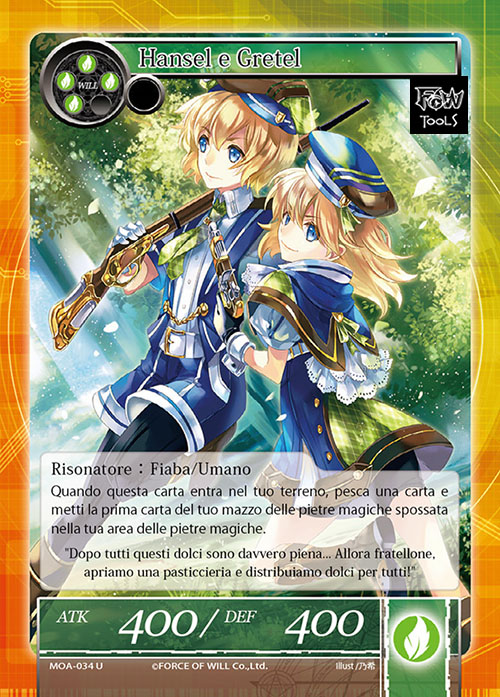 Hansel e Gretel
WILL
FOW
TOOLS
Risonatore : Fiaba/Umano
Quando questa carta entra nel tuo terreno, pesca una carta e
metti la prima carta del tuo mazzo delle pietre magiche spossata
nella tua area delle pietre magiche.
"Dopo tutti questi dolci sono davvero piena... Allora fratellone,
apriamo una pasticcieria e distribuiamo dolci per tutti!"
ATK 400/ DEF 400
MOA-034 U ©FORCE OF WILL Co.,Ltd. Illust/乃希